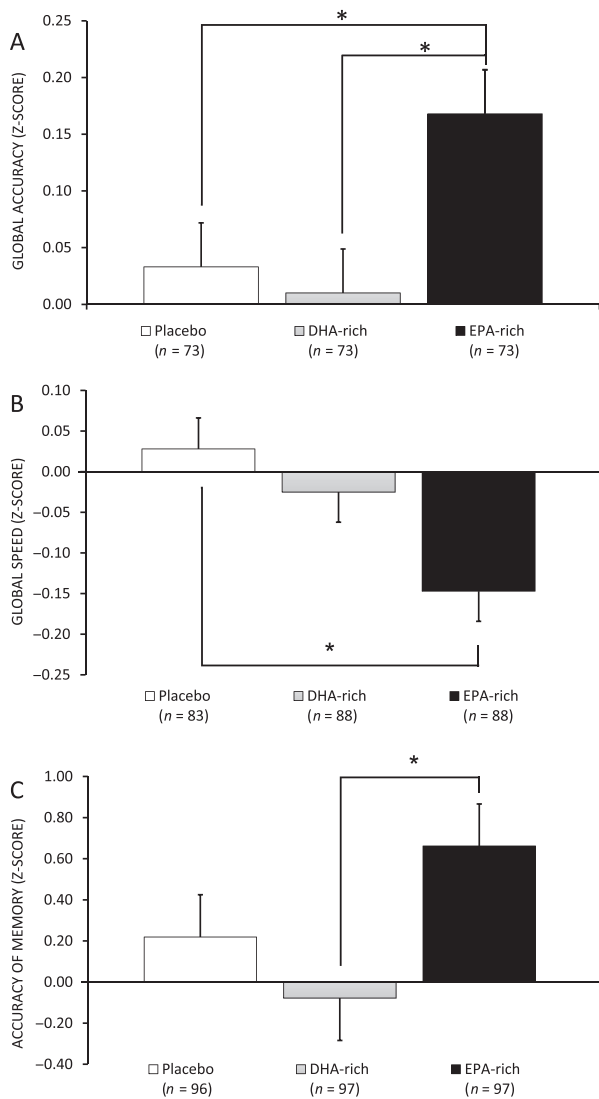 A
GLOBAL ACCURACY (Z-SCORE)
0.25
0.20
0.15
0.10
0.05
0.00
*
*
Placebo DHA-rich EPA-rich
(n = 73) (n = 73) (n = 73)
B
GLOBAL SPEED (Z-SCORE)
0.10
0.05
0.00
–0.05
–0.10
–0.15
–0.20
–0.25
*
Placebo DHA-rich EPA-rich
(n = 83) (n = 88) (n = 88)
C
ACCURACY OF MEMORY (Z-SCORE)
1.00
0.80
0.60
0.40
0.20
0.00
–0.20
–0.40
*
Placebo DHA-rich EPA-rich
(n = 96) (n = 97) (n = 97)